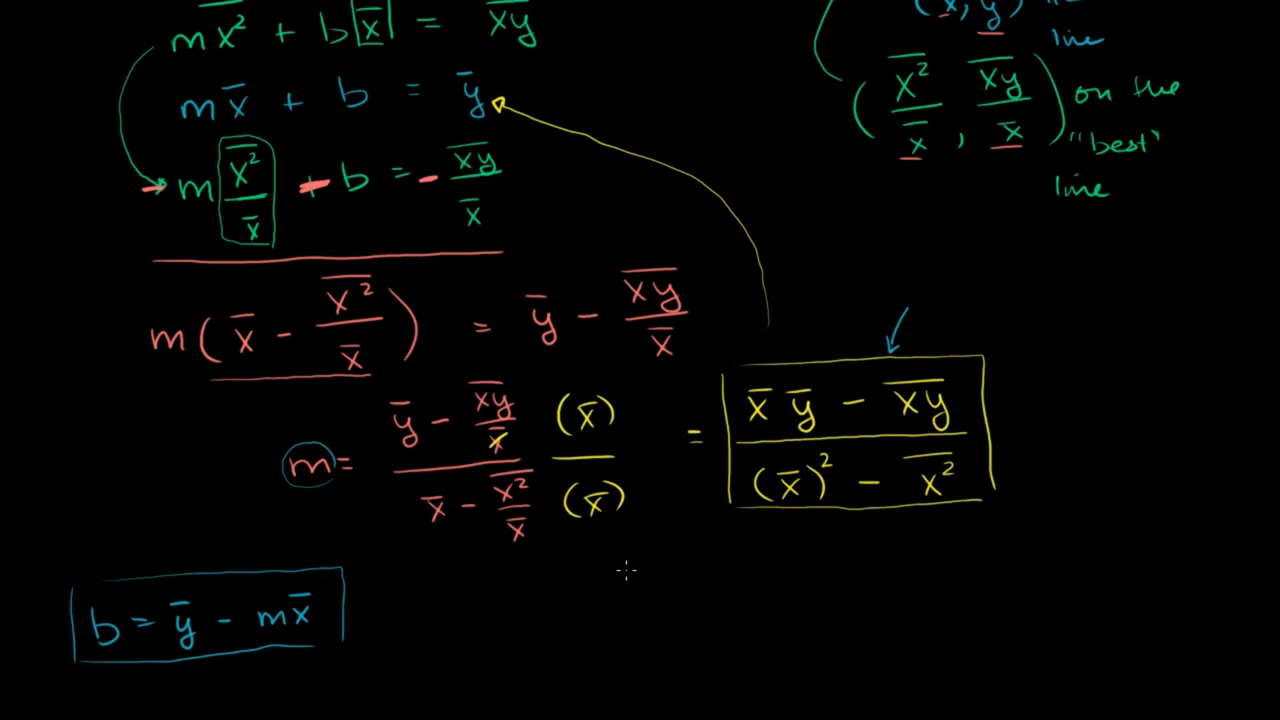 m x̅² + b x̅ = x̅y̅
m x̅ + b = y̅
- m x̅²/x̅ - b = - x̅y̅/x̅
m ( x̅ - x̅²/x̅ ) = y̅ - x̅y̅/x̅
m = (y̅ - x̅y̅/x̅)/(x̅ - x̅²/x̅) (x̅)/(x̅) = (x̅ y̅ - x̅y̅)/((x̅)² - x̅²)
b = y̅ - m x̅
(x̅, y̅)
line
( x̅²/x̅ , x̅y̅/x̅ ) on the
"best"
line